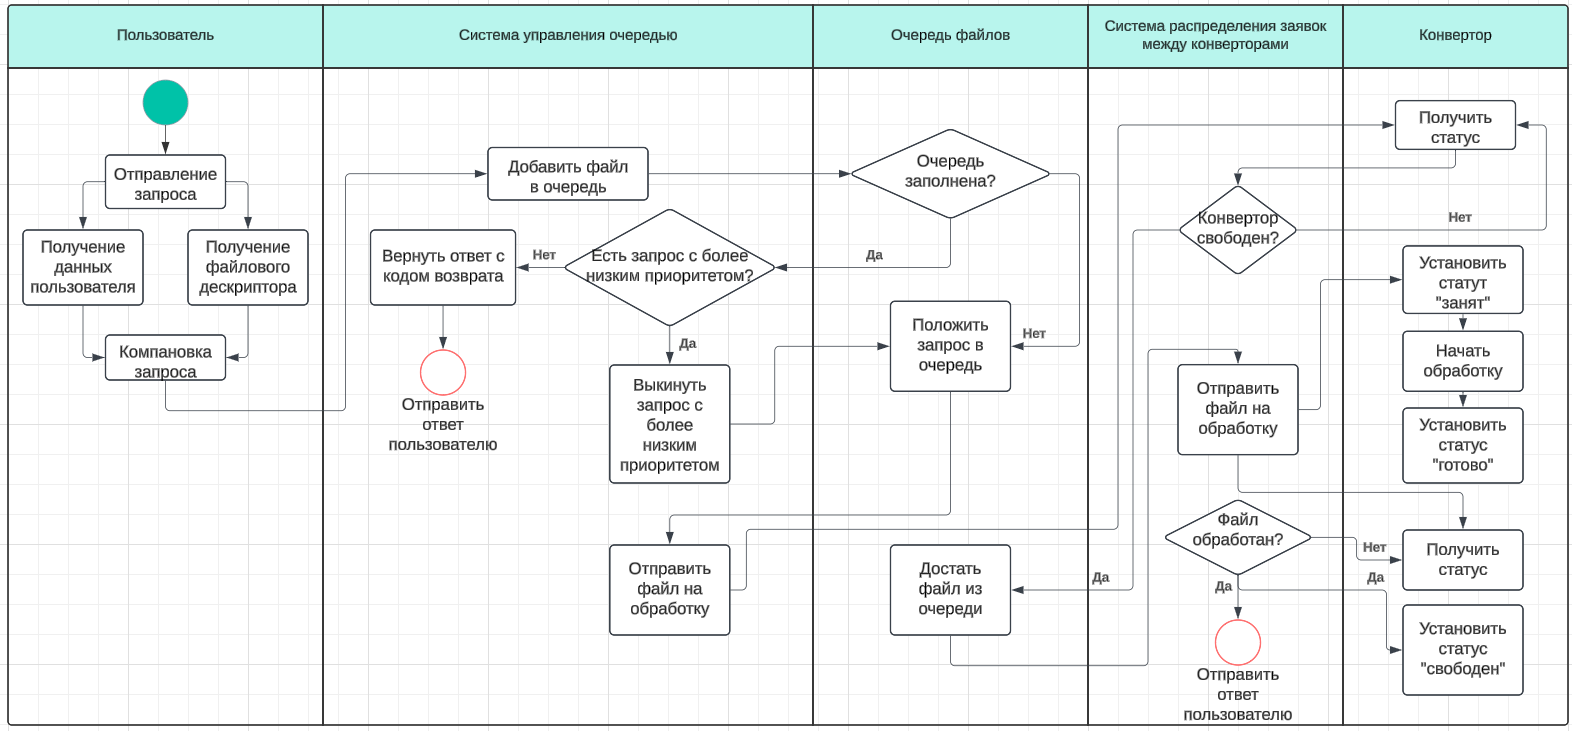 Пользователь
Система управления очередью
Очередь файлов
Система распределения заявок
между конверторами
Конвертор
Отправление
запроса
Получение
данных
пользователя
Получение
файлового
дескриптора
Компановка
запроса
Добавить файл
в очередь
Есть запрос с более
низким приоритетом?
Нет
Вернуть ответ с
кодом возврата
Отправить
ответ
пользователю
Да
Выкинуть
запрос с
более
низким
приоритетом
Отправить
файл на
обработку
Очередь
заполнена?
Да
Нет
Положить
запрос в
очередь
Достать
файл из
очереди
Конвертор
свободен?
Нет
Да
Отправить
файл на
обработку
Файл
обработан?
Нет
Да
Да
Отправить
ответ
пользователю
Получить
статус
Установить
статут
"занят"
Начать
обработку
Установить
статус
"готово"
Получить
статус
Установить
статус
"свободен"